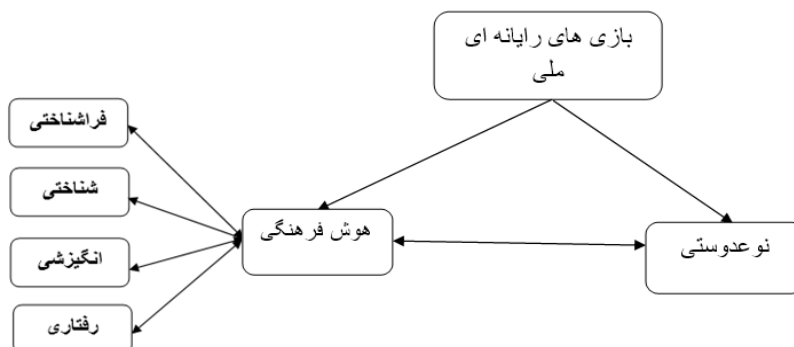 بازی های رایانه ای
ملی
فراشناختی
شناختی
هوش فرهنگی
نوعدوستی
انگیزشی
رفتاری